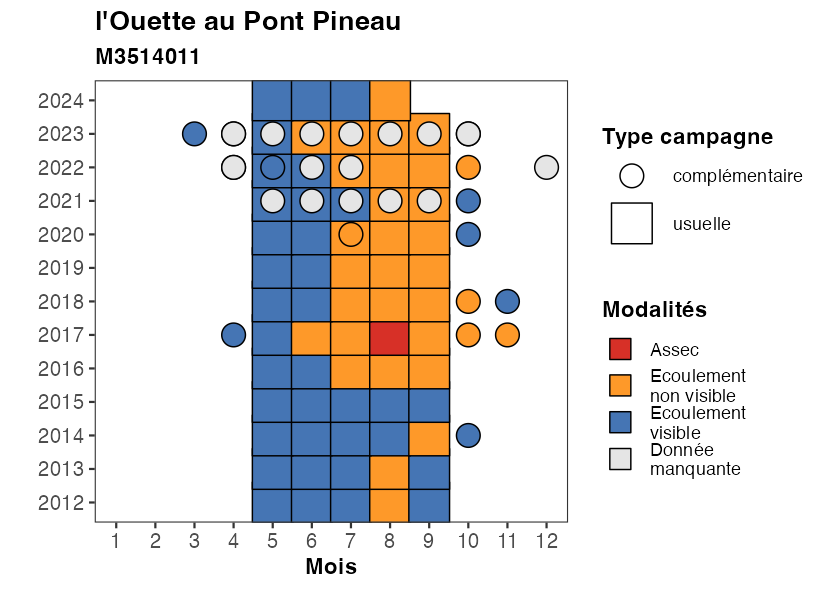 l'Ouette au Pont Pineau
M3514011
2024
2023
2022
2021
2020
2019
2018
2017
2016
2015
2014
2013
2012
1 2 3 4 5 6 7 8 9 10 11 12
Mois
Type campagne
complémentaire
usuelle
Modalités
Assec
Ecoulement
non visible
Ecoulement
visible
Donnée
manquante